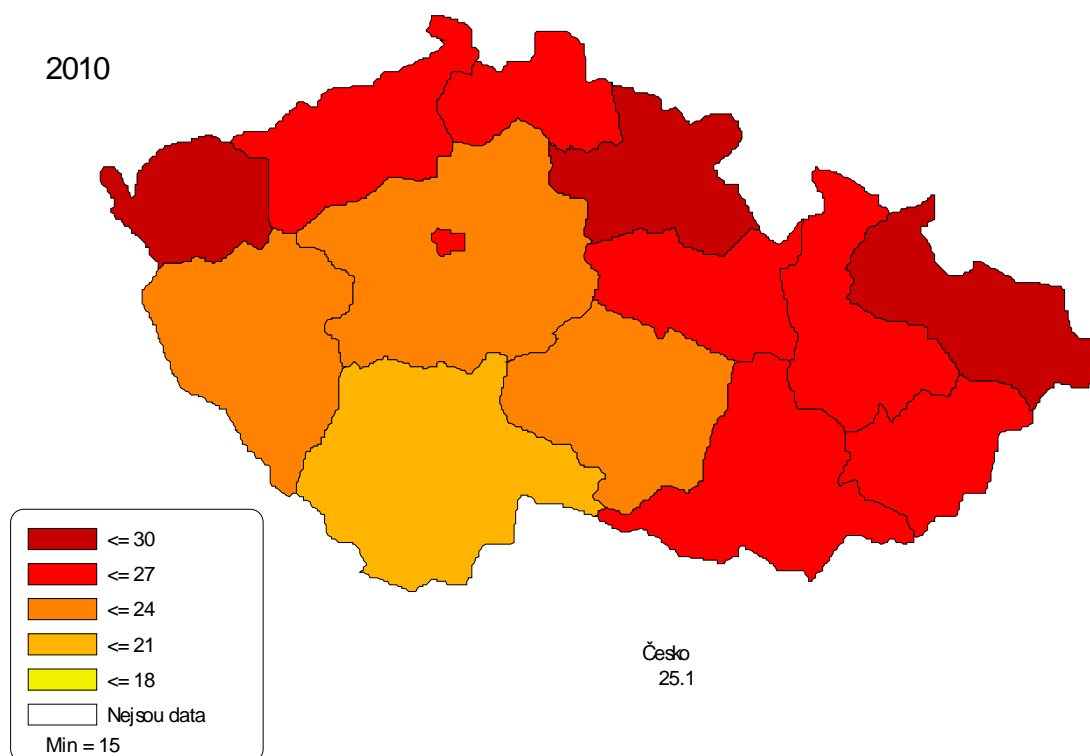 2010
<= 30
<= 27
<= 24
<= 21
<= 18
Nejsou data
Min = 15
Česko
25.1